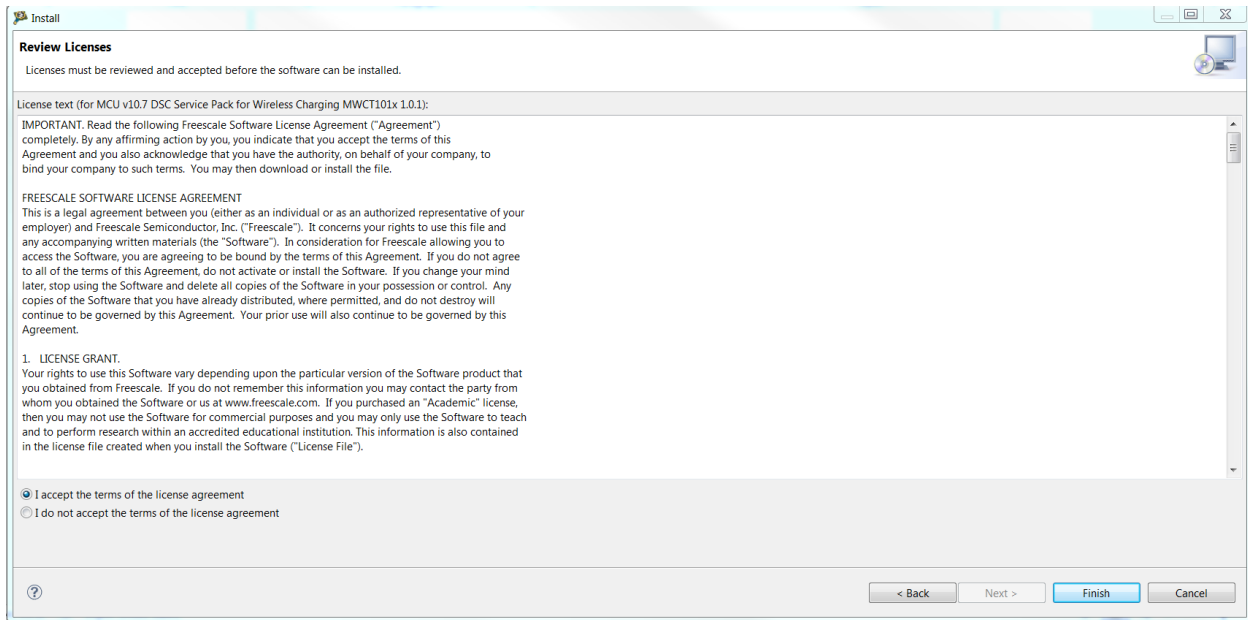 Install
Review Licenses
Licenses must be reviewed and accepted before the software can be installed.
License text (for MCU v10.7 DSC Service Pack for Wireless Charging MWCT101x 1.0.1):
IMPORTANT. Read the following Freescale Software License Agreement ("Agreement")
completely. By any affirming action by you, you indicate that you accept the terms of this
Agreement and you also acknowledge that you have the authority, on behalf of your company, to
bind your company to such terms.  You may then download or install the file.
FREESCALE SOFTWARE LICENSE AGREEMENT
This is a legal agreement between you (either as an individual or as an authorized representative of your
employer) and Freescale Semiconductor, Inc. ("Freescale").  It concerns your rights to use this file and
any accompanying written materials (the "Software").  In consideration for Freescale allowing you to
access the Software, you are agreeing to be bound by the terms of this Agreement.  If you do not agree
to all of the terms of this Agreement, do not activate or install the Software.  If you change your mind
later, stop using the Software and delete all copies of the Software in your possession or control.  Any
copies of the Software that you have already distributed, where permitted, and do not destroy will
continue to be governed by this Agreement.  Your prior use will also continue to be governed by this
Agreement.
1.   LICENSE GRANT.
Your rights to use this Software vary depending upon the particular version of the Software product that
you obtained from Freescale.  If you do not remember this information you may contact the party from
whom you obtained the Software or us at www.freescale.com.  If you purchased an "Academic" license,
then you may not use the Software for commercial purposes and you may only use the Software to teach
and to perform research within an accredited educational institution. This information is also contained
in the license file created when you install the Software ("License File").
I accept the terms of the license agreement
I do not accept the terms of the license agreement
?
< Back Next > Finish Cancel